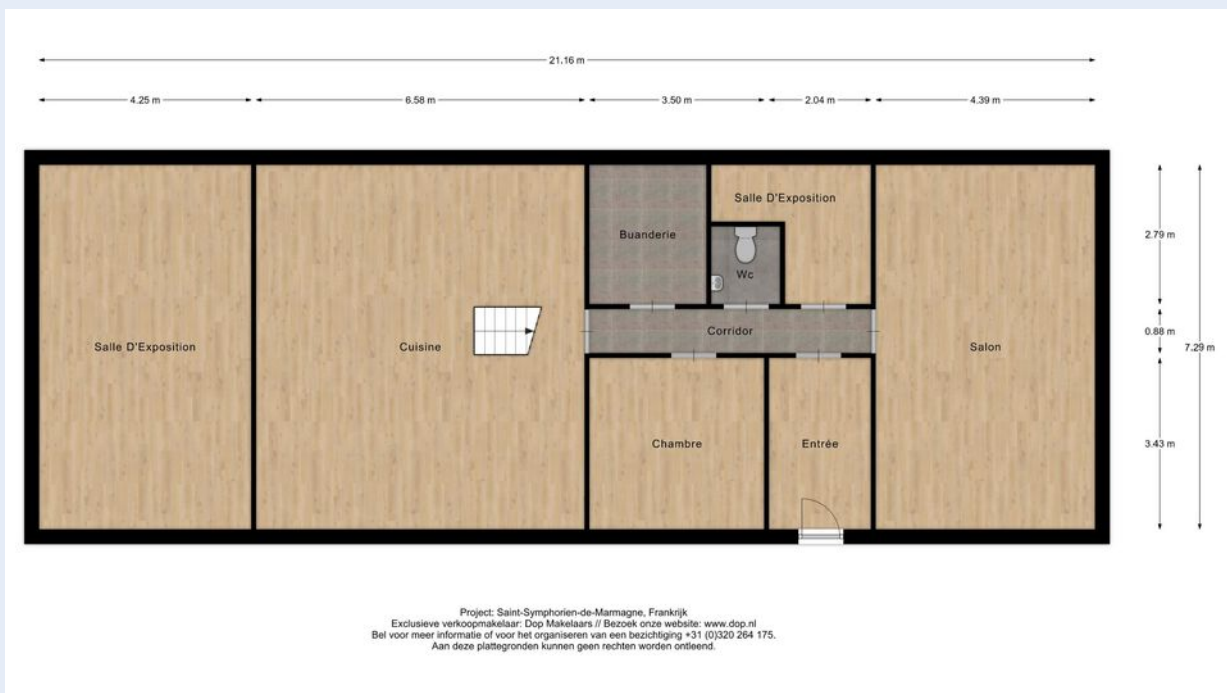 21.16 m
4.25 m
6.58 m
3.50 m
2.04 m
4.39 m
Salle D'Exposition
Buanderie
2.79 m
Wc
Corridor
0.88 m
Salle D'Exposition
Cuisine
Salon
7.29 m
Chambre
Entrée
3.43 m
Project: Saint-Symphorien-de-Marmagne, Frankrijk
Exclusieve verkoopmakelaar: Dop Makelaars // Bezoek onze website: www.dop.nl
Bel voor meer informatie of voor het organiseren van een bezichtiging +31 (0)320 264 175.
Aan deze plattegronden kunnen geen rechten worden ontleend.